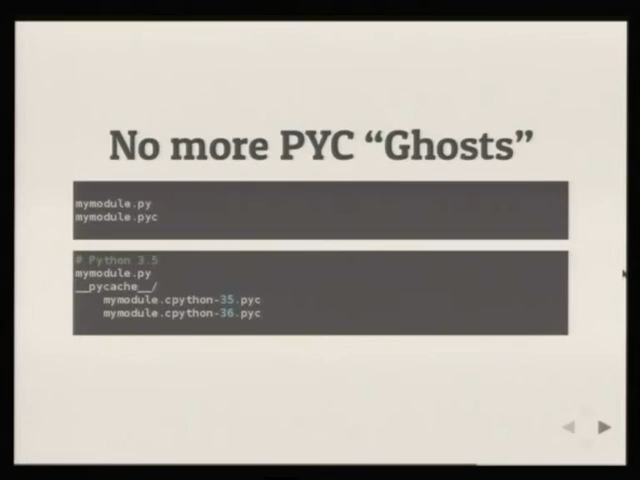 No more PYC “Ghosts”
mymodule.py
mymodule.pyc
# Python 3.5
mymodule.py
__pycache__/
mymodule.cpython-35.pyc
mymodule.cpython-36.pyc